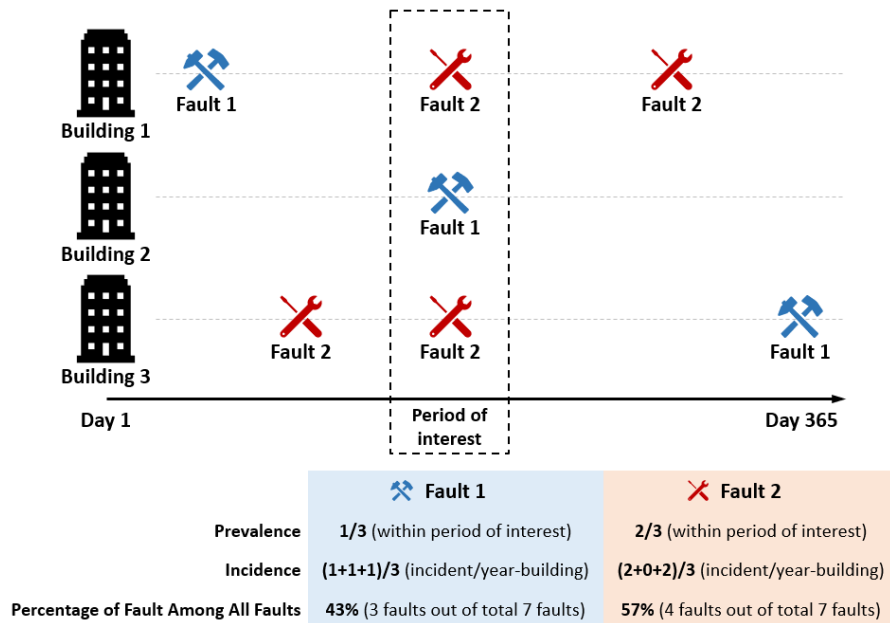 Fault 1
Fault 2
Fault 2
Building 1
Fault 1
Building 2
Fault 2
Fault 2
Fault 1
Building 3
Day 1
Period of
interest
Day 365
Fault 1
Fault 2
Prevalence
1/3 (within period of interest)
2/3 (within period of interest)
Incidence
(1+1+1)/3 (incident/year-building)
(2+0+2)/3 (incident/year-building)
Percentage of Fault Among All Faults
43% (3 faults out of total 7 faults)
57% (4 faults out of total 7 faults)